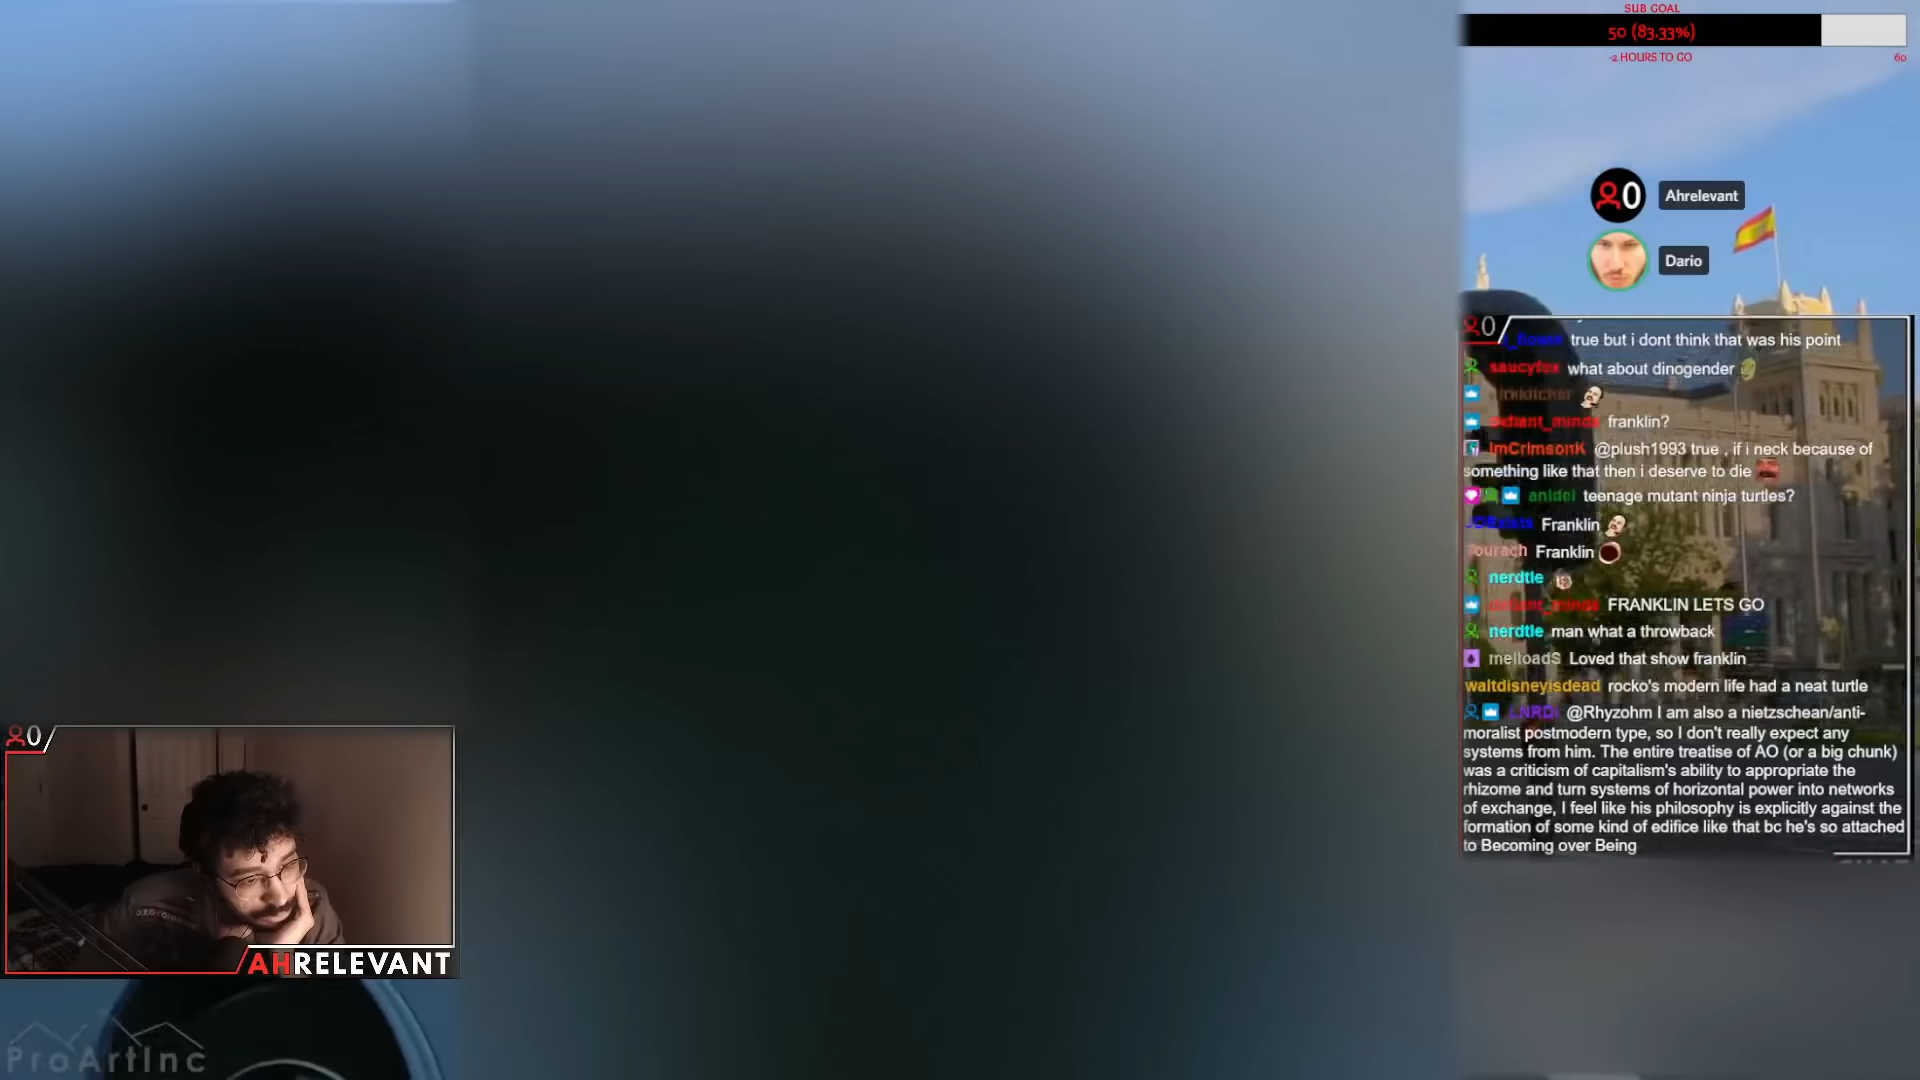 SUB GOAL
50 (83.33%)
-2 HOURS TO GO
60
0
Ahrelevant
Dario
0
true but i dont think that was his point
saucyfox what about dinogender
defiant_minds franklin?
ImCrimsonK @plush1993 true , if i neck because of
something like that then i deserve to die
anidel teenage mutant ninja turtles?
Franklin
Franklin
nerdtle
defiant_minds FRANKLIN LETS GO
nerdtle man what a throwback
melloadS Loved that show franklin
waltdisneyisdead rocko's modern life had a neat turtle
LNRDi @Rhyzohm I am also a nietzschean/anti-
moralist postmodern type, so I don't really expect any
systems from him. The entire treatise of AO (or a big chunk)
was a criticism of capitalism's ability to appropriate the
rhizome and turn systems of horizontal power into networks
of exchange, I feel like his philosophy is explicitly against the
formation of some kind of edifice like that bc he's so attached
to Becoming over Being
0
AHRELEVANT
ProArtInc